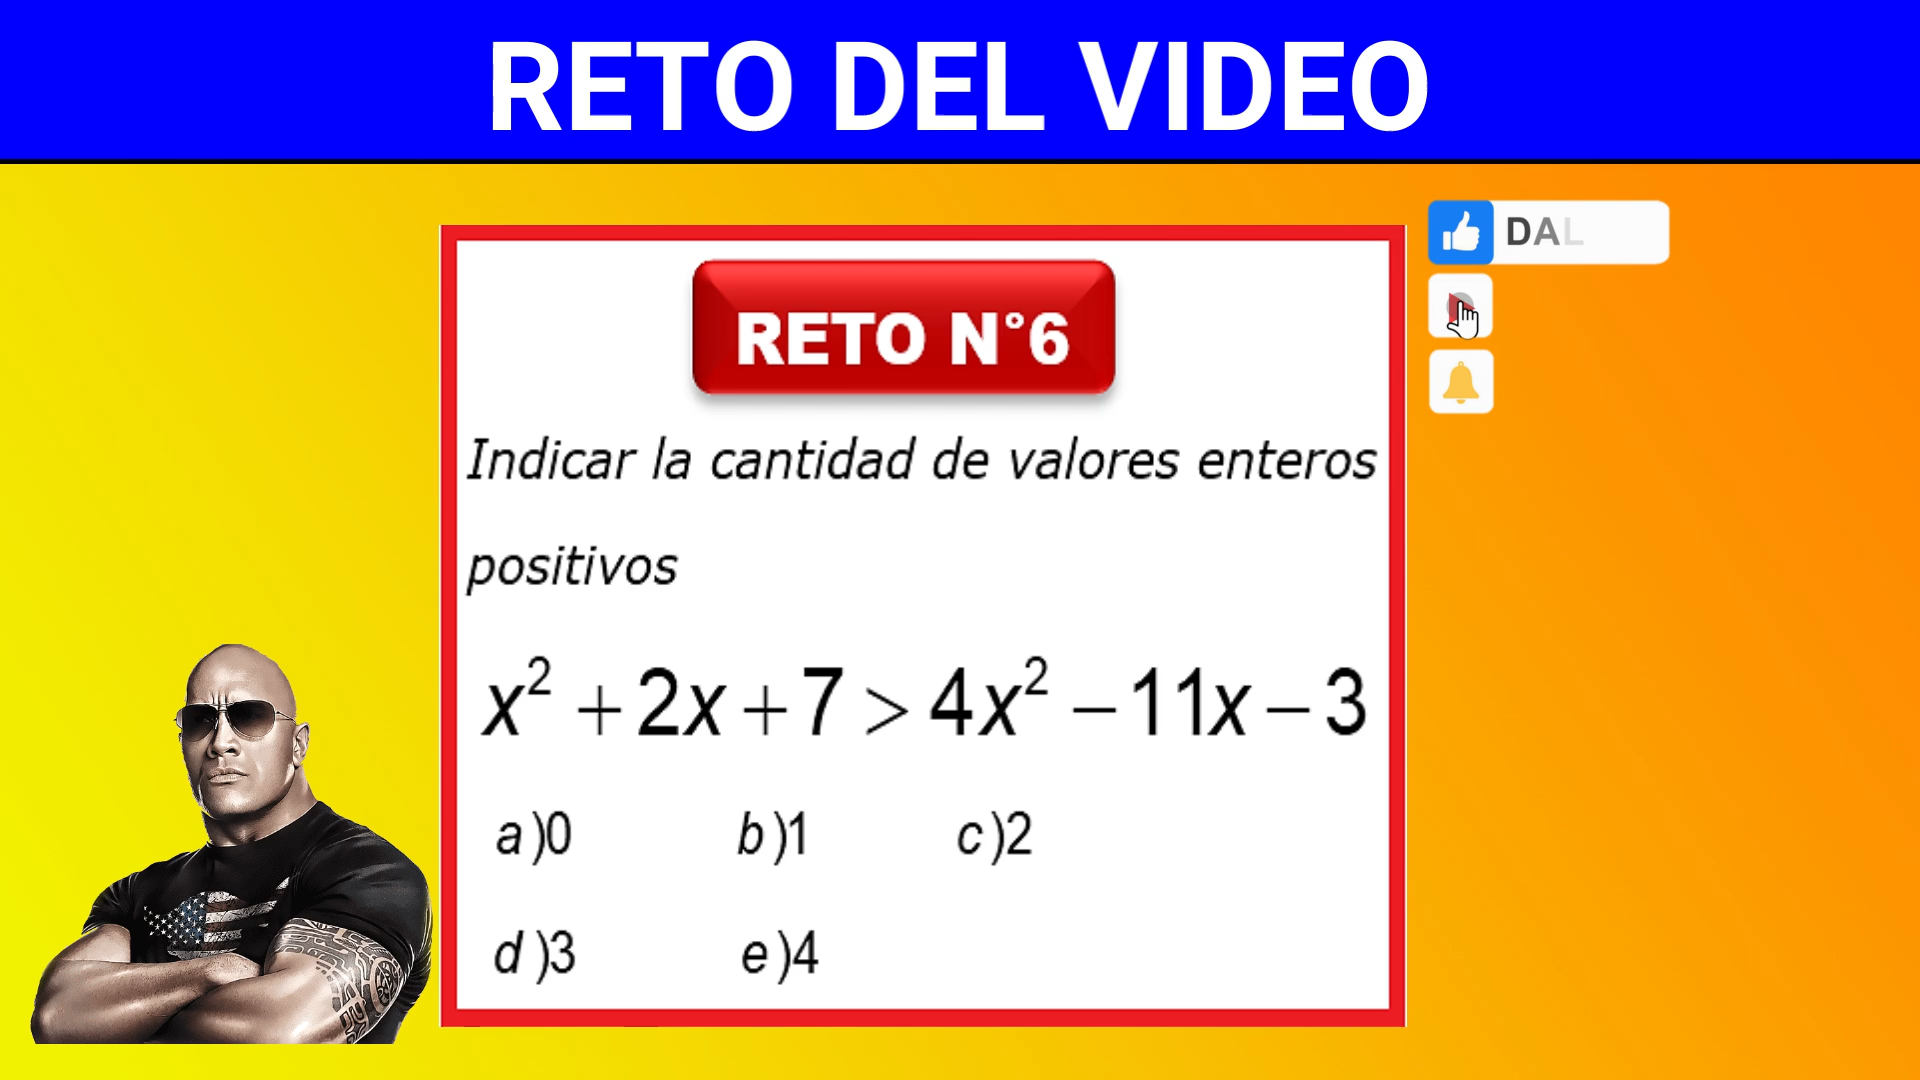 RETO DEL VIDEO
DAL
RETO N°6
Indicar la cantidad de valores enteros
positivos
x² + 2x + 7 > 4x² − 11x − 3
a)0 b)1 c)2
d)3 e)4